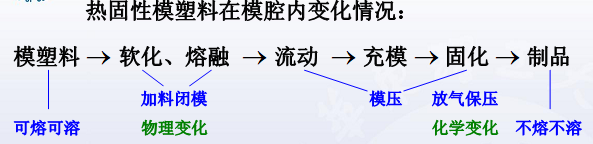 热固性模塑料在模腔内变化情况：
模塑料 → 软化、熔融 → 流动 → 充模 → 固化 → 制品
加料闭模 模压 放气保压
可熔可溶 物理变化 化学变化 不熔不溶